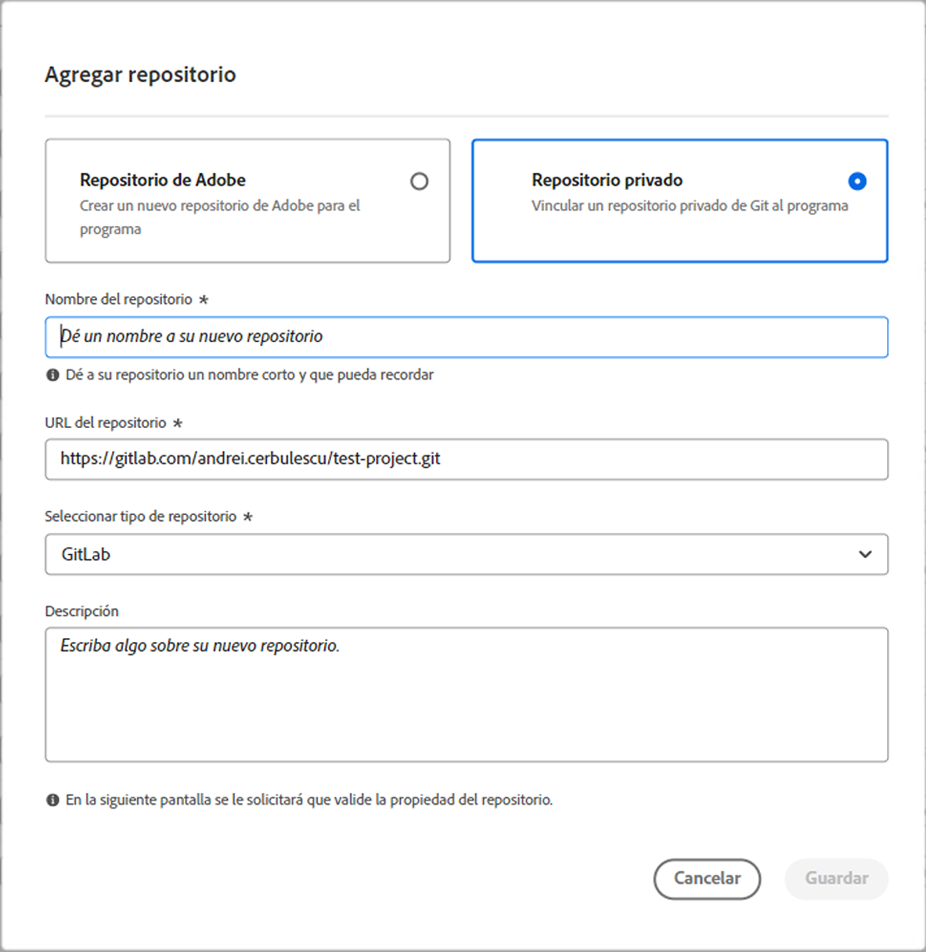 Agregar repositorio
Repositorio de Adobe
Crear un nuevo repositorio de Adobe para el
programa
Repositorio privado
Vincular un repositorio privado de Git al programa
Nombre del repositorio *
Dé un nombre a su nuevo repositorio
Dé a su repositorio un nombre corto y que pueda recordar
URL del repositorio *
https://gitlab.com/andrei.cerbulescu/test-project.git
Seleccionar tipo de repositorio *
GitLab
Descripción
Escriba algo sobre su nuevo repositorio.
En la siguiente pantalla se le solicitará que valide la propiedad del repositorio.
Cancelar
Guardar